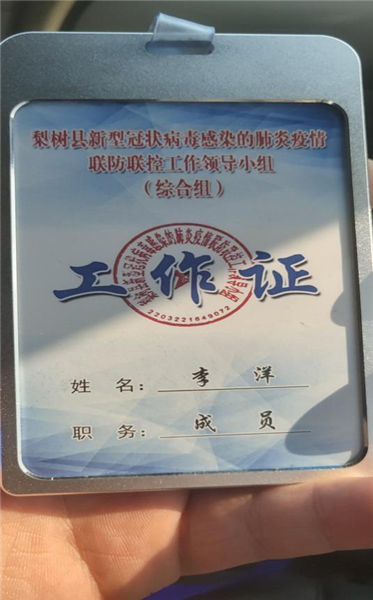 梨树县新型冠状病毒感染的肺炎疫情
联防联控工作领导小组
（综合组）
工作证
2203221649072
姓名：李洋
职务：成员